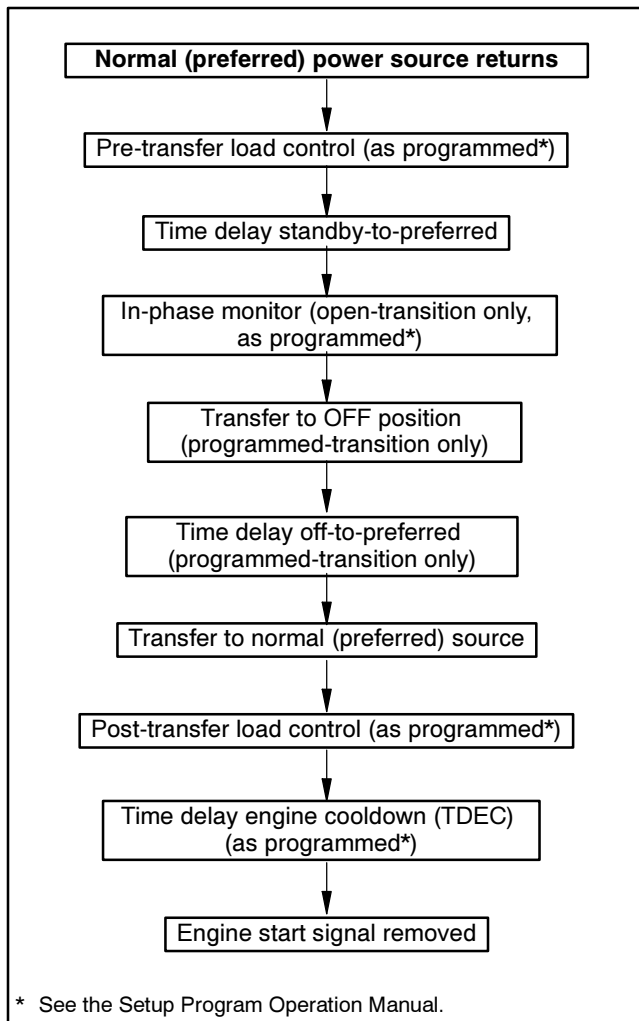 Normal (preferred) power source returns
Pre-transfer load control (as programmed*)
Time delay standby-to-preferred
In-phase monitor (open-transition only,
as programmed*)
Transfer to OFF position
(programmed-transition only)
Time delay off-to-preferred
(programmed-transition only)
Transfer to normal (preferred) source
Post-transfer load control (as programmed*)
Time delay engine cooldown (TDEC)
(as programmed*)
Engine start signal removed
* See the Setup Program Operation Manual.